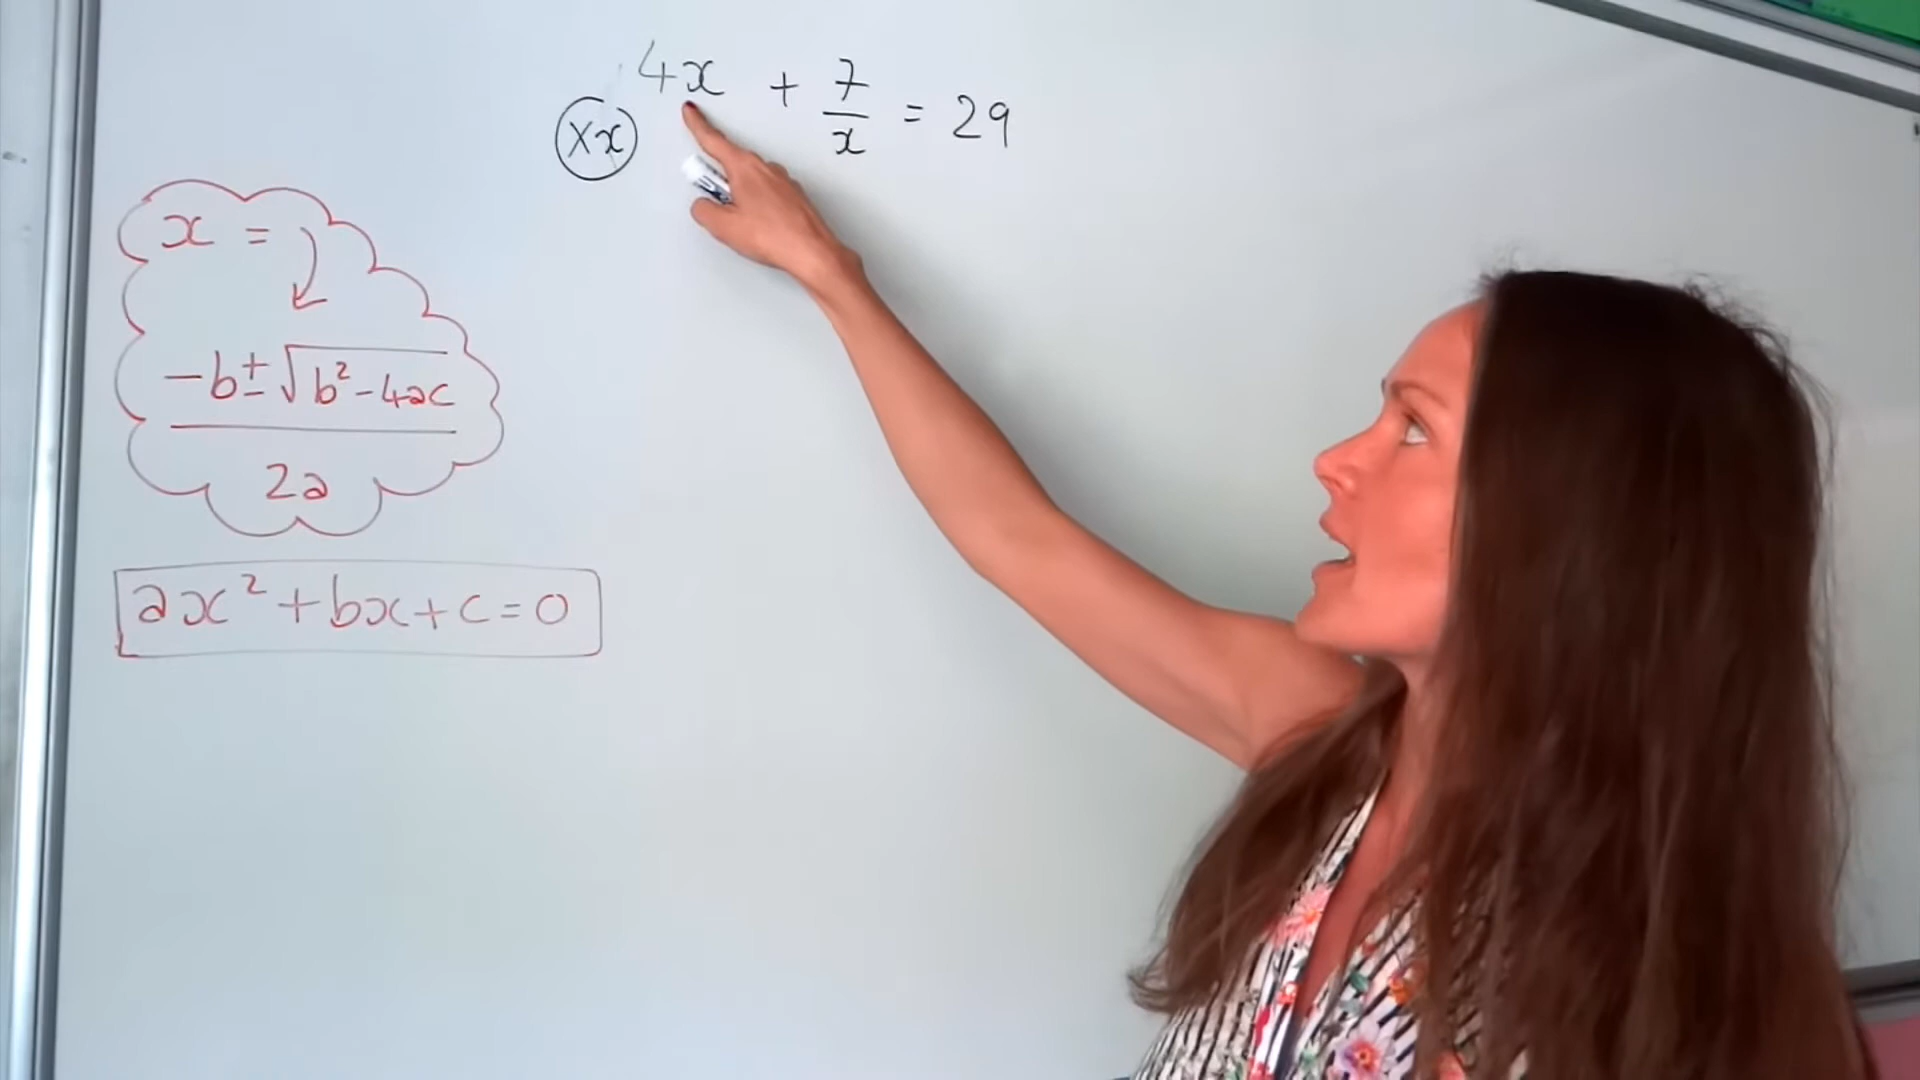 4x + 7/x = 29
×x
x =
-b ± √b² - 4ac
2a
ax² + bx + c = 0